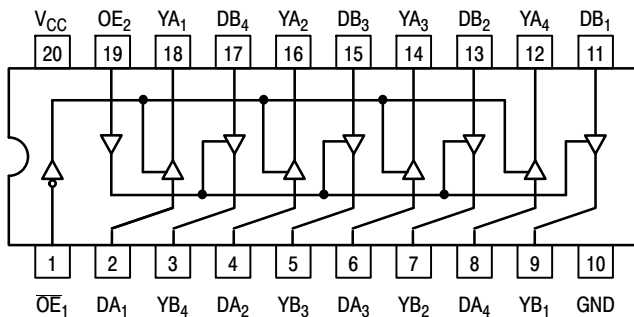 VCC OE2 YA1 DB4 YA2 DB3 YA3 DB2 YA4 DB1
20 19 18 17 16 15 14 13 12 11
1 2 3 4 5 6 7 8 9 10
O̅E̅1 DA1 YB4 DA2 YB3 DA3 YB2 DA4 YB1 GND